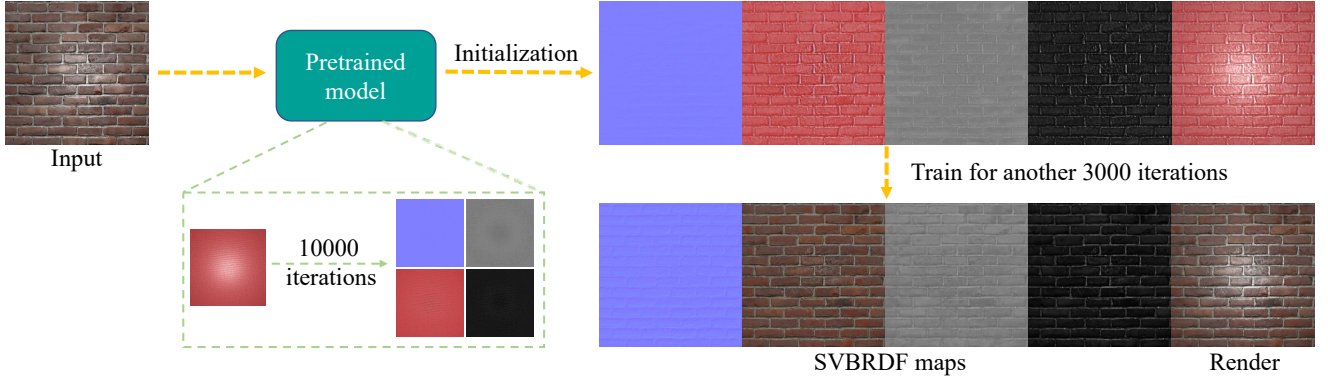 Input
Pretrained
model
Initialization
10000
iterations
Train for another 3000 iterations
SVBRDF maps
Render